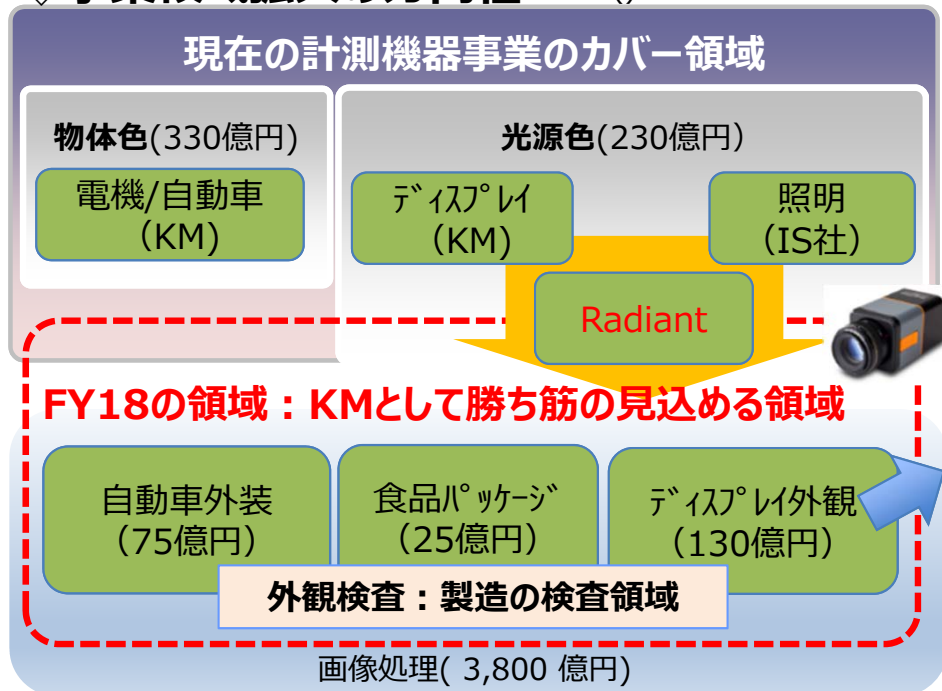 現在の計測機器事業のカバー領域
物体色(330億円)
光源色(230億円)
電機/自動車
(KM)
ﾃﾞｨｽﾌﾟﾚｲ
(KM)
照明
(IS社)
Radiant
FY18の領域：KMとして勝ち筋の見込める領域
自動車外装
(75億円)
食品ﾊﾟｯｹｰｼﾞ
(25億円)
ﾃﾞｨｽﾌﾟﾚｲ外観
(130億円)
外観検査：製造の検査領域
画像処理( 3,800 億円)